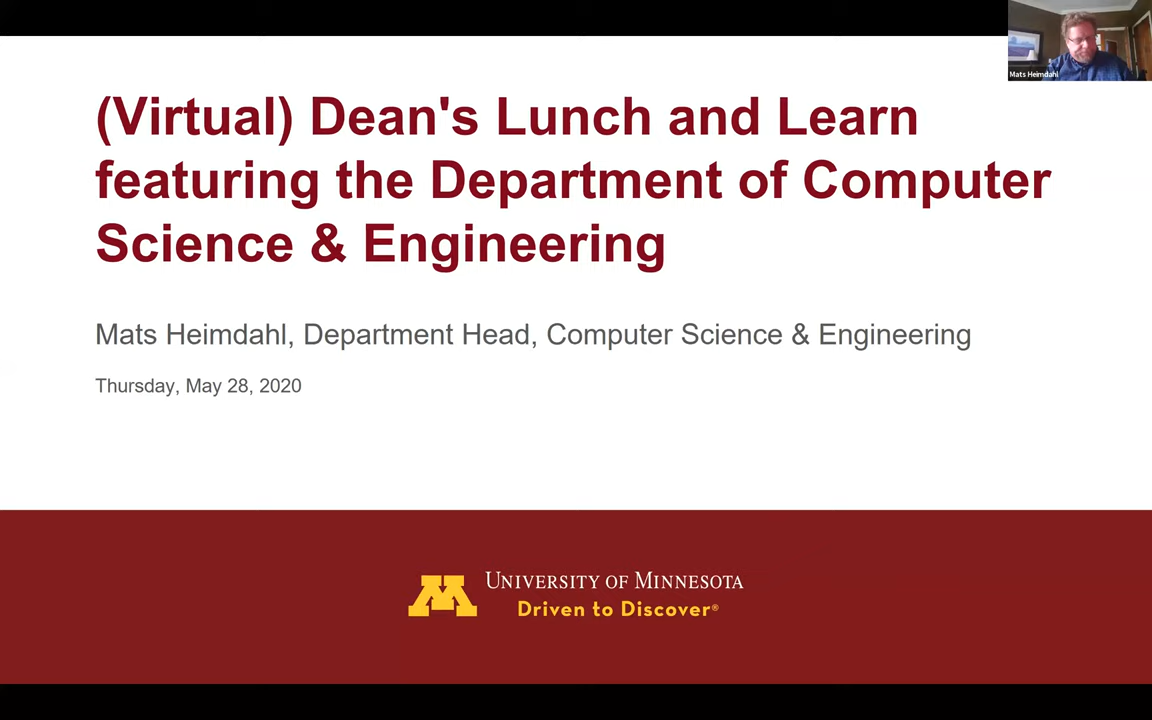 Mats Heimdahl
(Virtual) Dean's Lunch and Learn
featuring the Department of Computer
Science & Engineering
Mats Heimdahl, Department Head, Computer Science & Engineering
Thursday, May 28, 2020
M
UNIVERSITY OF MINNESOTA
Driven to Discover®